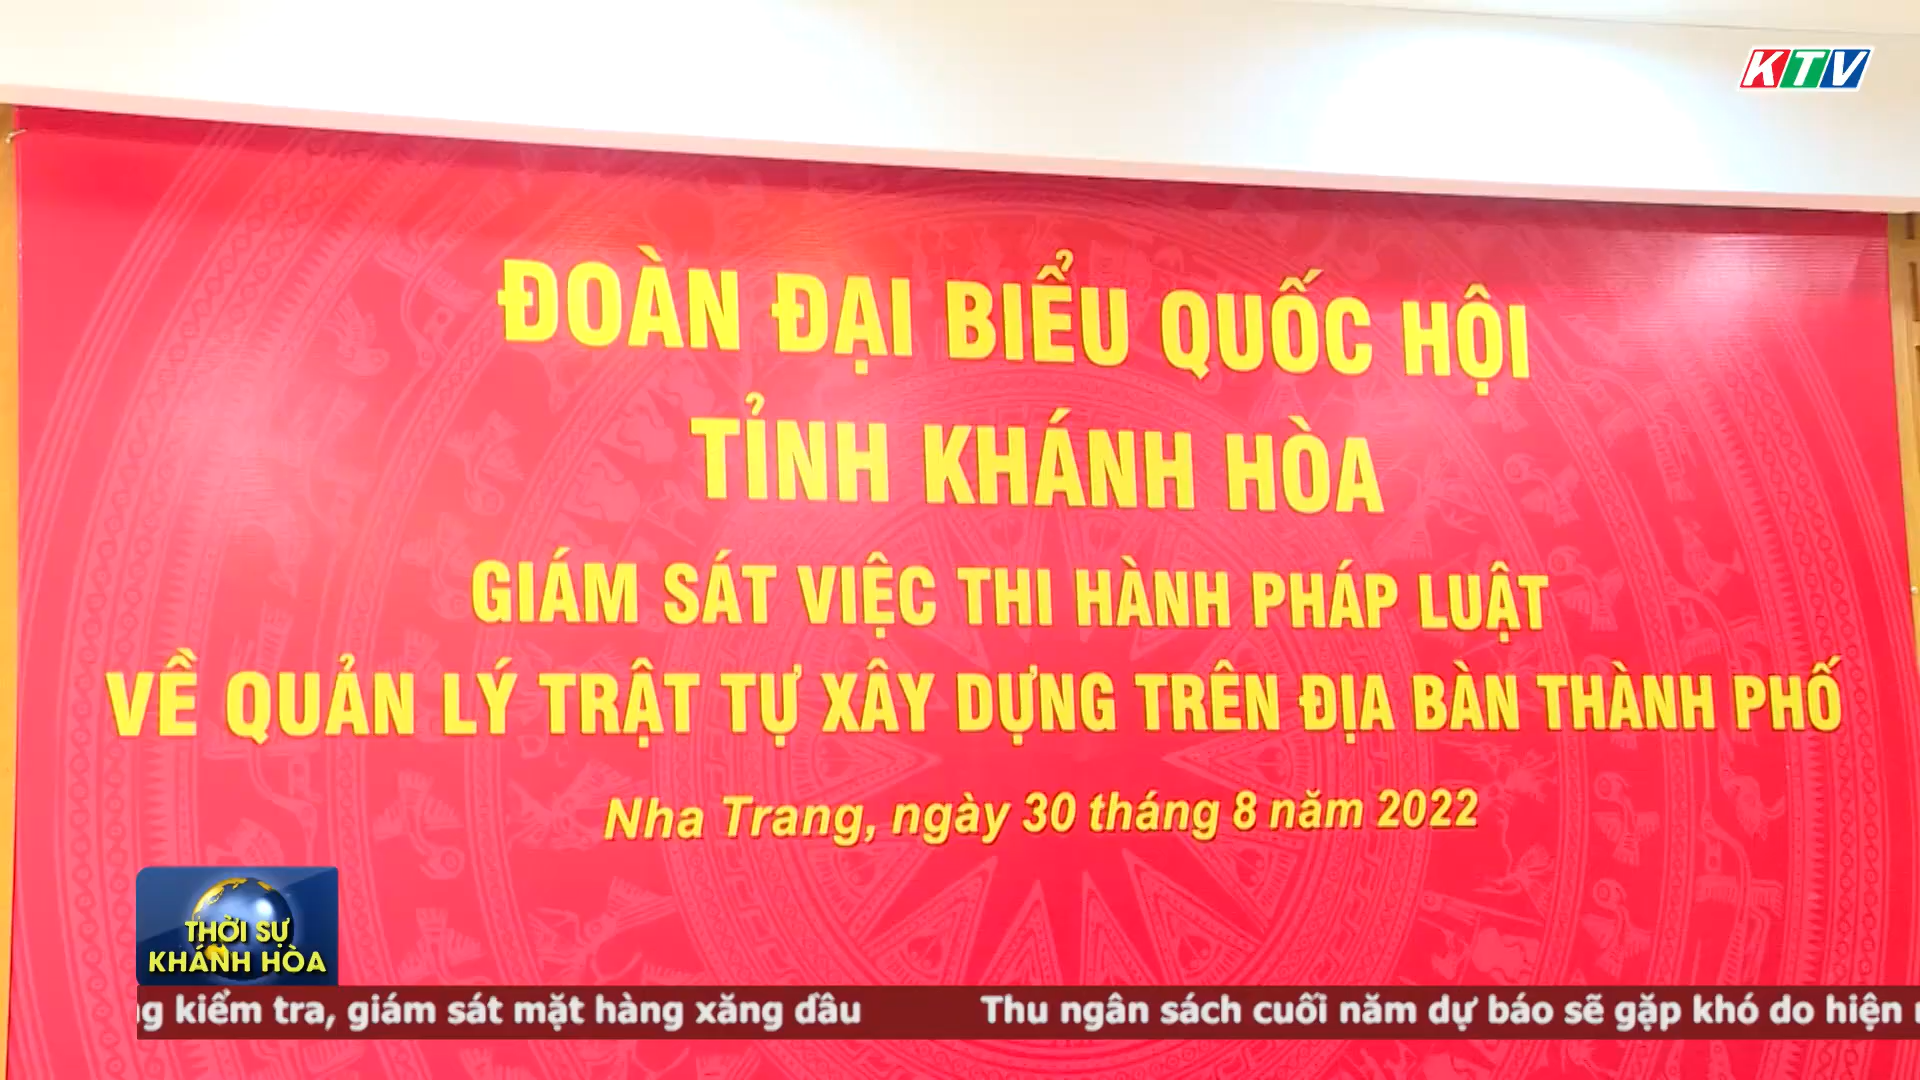 KTV
ĐOÀN ĐẠI BIỂU QUỐC HỘI
TỈNH KHÁNH HÒA
GIÁM SÁT VIỆC THI HÀNH PHÁP LUẬT
VỀ QUẢN LÝ TRẬT TỰ XÂY DỰNG TRÊN ĐỊA BÀN THÀNH PHỐ
Nha Trang, ngày 30 tháng 8 năm 2022
THỜI SỰ
KHÁNH HÒA
kiểm tra, giám sát mặt hàng xăng dầu Thu ngân sách cuối năm dự báo sẽ gặp khó do hiện